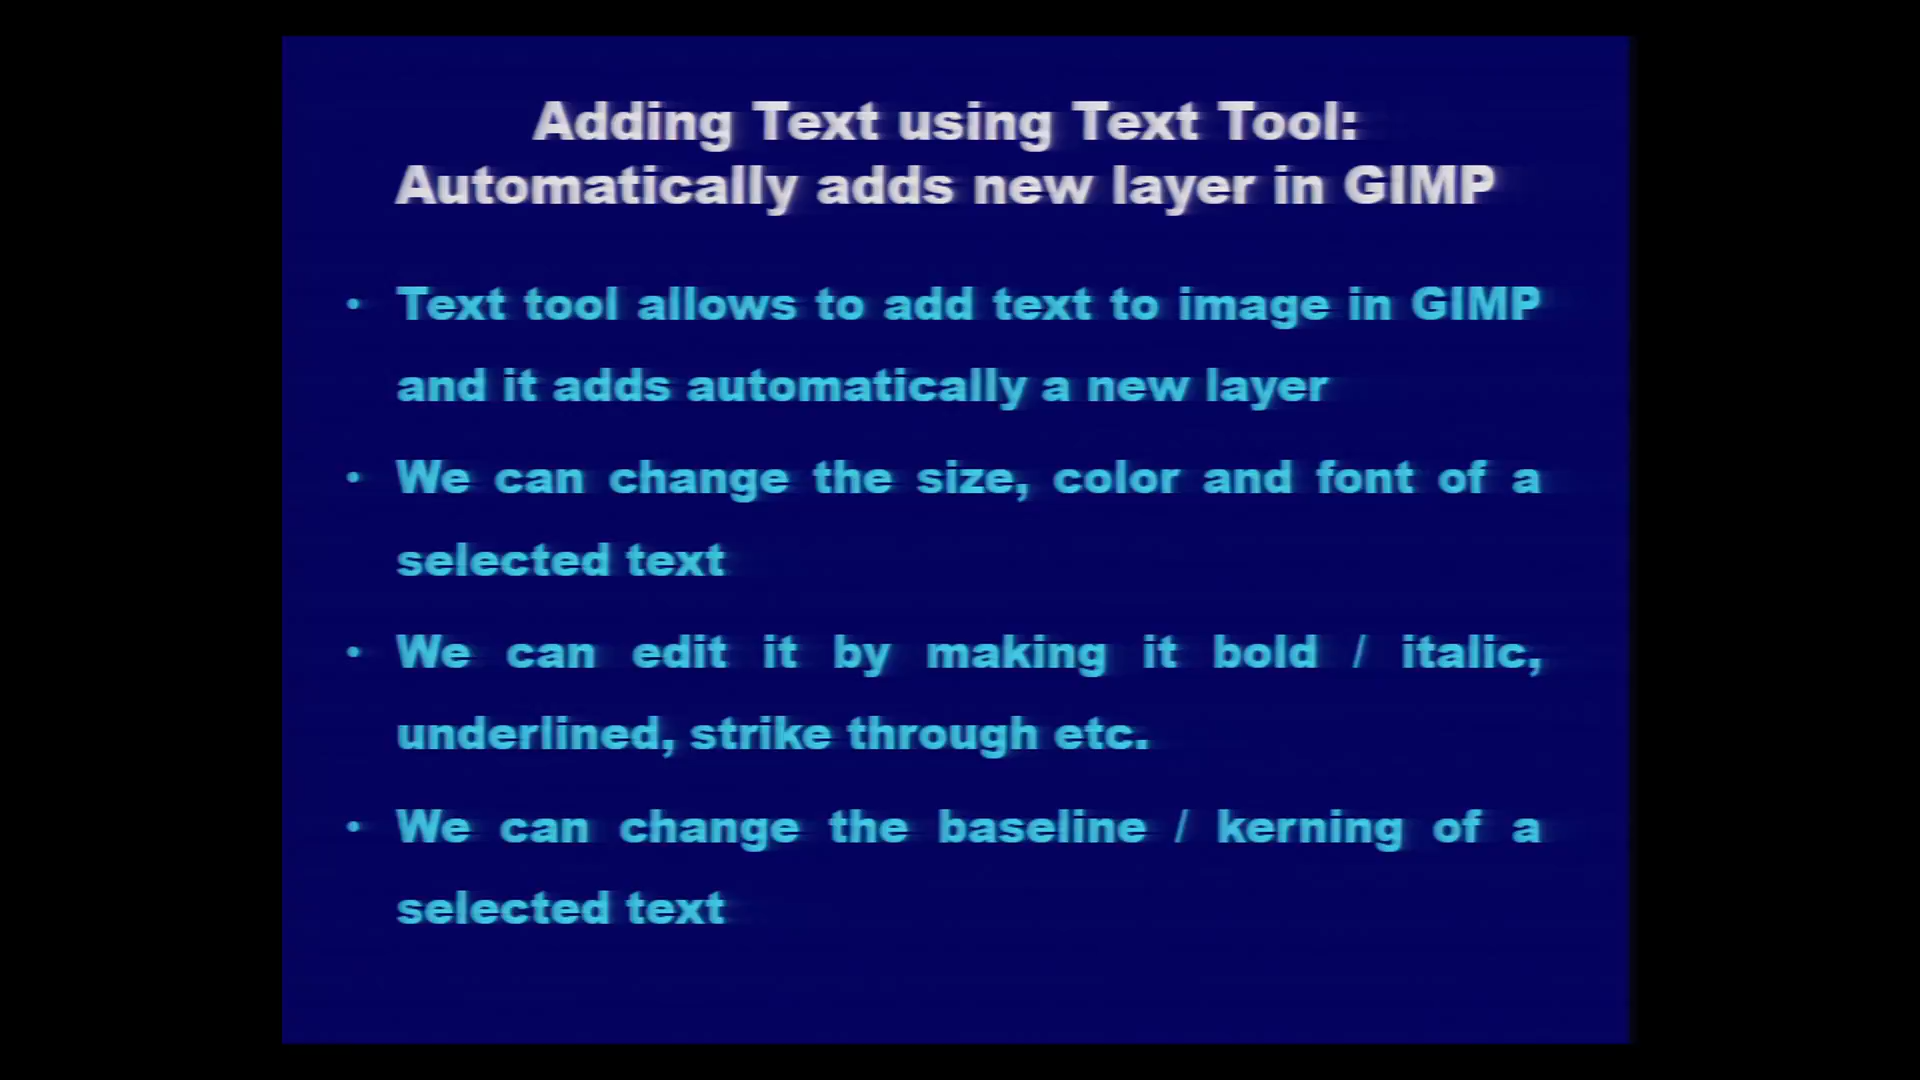 Adding Text using Text Tool:
Automatically adds new layer in GIMP
• Text tool allows to add text to image in GIMP
and it adds automatically a new layer
• We can change the size, color and font of a
selected text
• We can edit it by making it bold / italic,
underlined, strike through etc.
• We can change the baseline / kerning of a
selected text